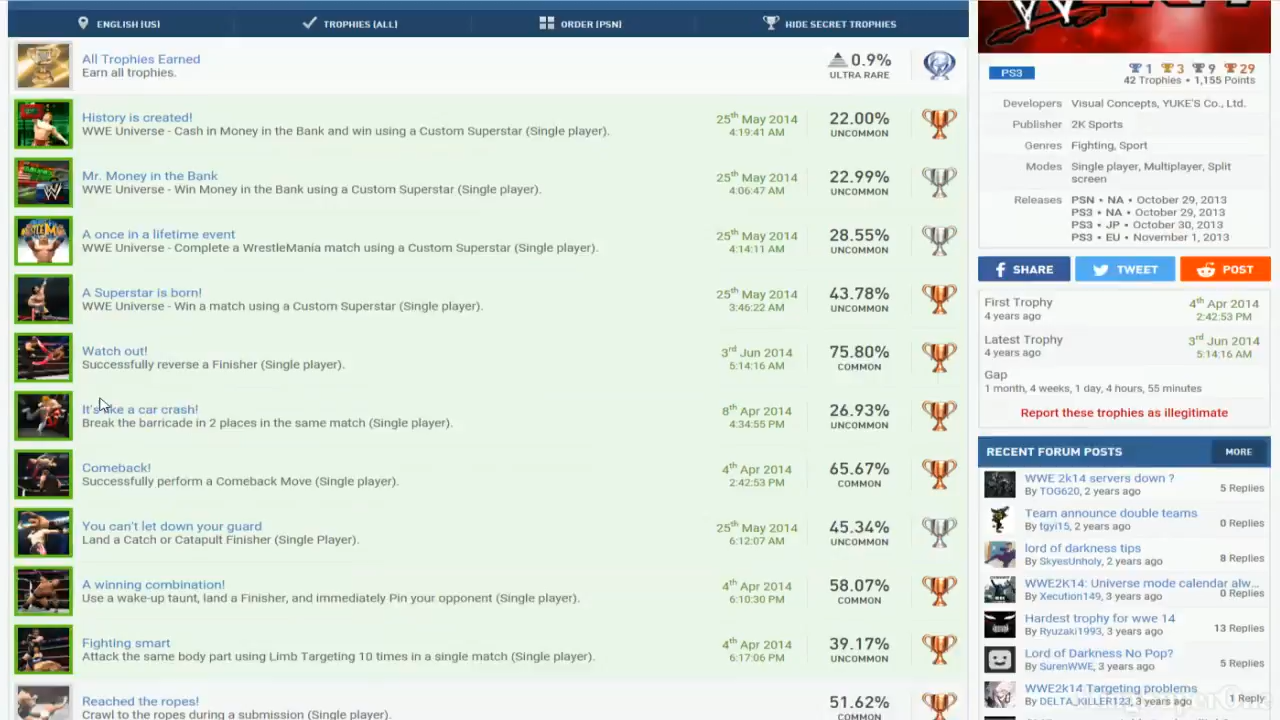 ENGLISH (US) TROPHIES (ALL) ORDER (PSN) HIDE SECRET TROPHIES
All Trophies Earned
Earn all trophies.
0.9%
ULTRA RARE
History is created!
WWE Universe - Cash in Money in the Bank and win using a Custom Superstar (Single player).
25th May 2014
4:19:41 AM
22.00%
UNCOMMON
Mr. Money in the Bank
WWE Universe - Win Money in the Bank using a Custom Superstar (Single player).
25th May 2014
4:06:47 AM
22.99%
UNCOMMON
A once in a lifetime event
WWE Universe - Complete a WrestleMania match using a Custom Superstar (Single player).
25th May 2014
4:14:11 AM
28.55%
UNCOMMON
A Superstar is born!
WWE Universe - Win a match using a Custom Superstar (Single player).
25th May 2014
3:46:22 AM
43.78%
UNCOMMON
Watch out!
Successfully reverse a Finisher (Single player).
3rd Jun 2014
5:14:16 AM
75.80%
COMMON
It's like a car crash!
Break the barricade in 2 places in the same match (Single player).
8th Apr 2014
4:34:55 PM
26.93%
UNCOMMON
Comeback!
Successfully perform a Comeback Move (Single player).
4th Apr 2014
2:42:53 PM
65.67%
COMMON
You can't let down your guard
Land a Catch or Catapult Finisher (Single Player).
25th May 2014
6:12:07 AM
45.34%
UNCOMMON
A winning combination!
Use a wake-up taunt, land a Finisher, and immediately Pin your opponent (Single player).
4th Apr 2014
6:10:30 PM
58.07%
COMMON
Fighting smart
Attack the same body part using Limb Targeting 10 times in a single match (Single player).
4th Apr 2014
6:17:06 PM
39.17%
UNCOMMON
Reached the ropes!
Crawl to the ropes during a submission (Single player).
51.62%
COMMON
PS3
1 3 9 29
42 Trophies • 1,155 Points
Developers Visual Concepts, YUKE'S Co., Ltd.
Publisher 2K Sports
Genres Fighting, Sport
Modes Single player, Multiplayer, Split
screen
Releases PSN • NA • October 29, 2013
PS3 • NA • October 29, 2013
PS3 • JP • October 30, 2013
PS3 • EU • November 1, 2013
SHARE TWEET POST
First Trophy 4th Apr 2014
4 years ago 2:42:53 PM
Latest Trophy 3rd Jun 2014
4 years ago 5:14:16 AM
Gap
1 month, 4 weeks, 1 day, 4 hours, 55 minutes
Report these trophies as illegitimate
RECENT FORUM POSTS MORE
WWE 2k14 servers down ?
By TOG620, 2 years ago
5 Replies
Team announce double teams
By tgyi15, 2 years ago
0 Replies
lord of darkness tips
By SkyesUnholy, 2 years ago
8 Replies
WWE2K14: Universe mode calendar alw...
By Xecution149, 3 years ago
0 Replies
Hardest trophy for wwe 14
By Ryuzaki1993, 3 years ago
13 Replies
Lord of Darkness No Pop?
By SurenWWE, 3 years ago
5 Replies
WWE2k14 Targeting problems
By DELTA_KILLER123, 3 years ago
1 Reply